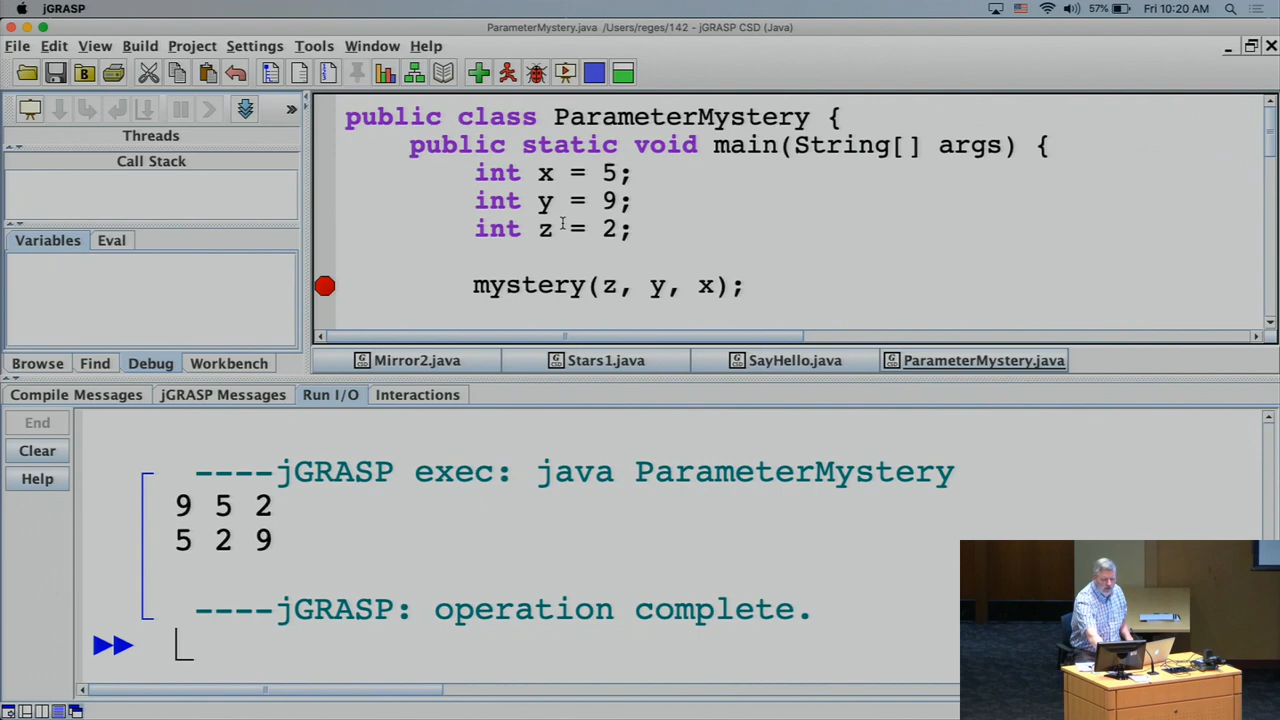 jGRASP
57%
Fri 10:20 AM
ParameterMystery.java /Users/reges/142 - jGRASP CSD (Java)
File Edit View Build Project Settings Tools Window Help
B
»
Threads
Call Stack
Variables Eval
Browse Find Debug Workbench
public class ParameterMystery {
public static void main(String[] args) {
int x = 5;
int y = 9;
int z = 2;
mystery(z, y, x);
Mirror2.java Stars1.java SayHello.java ParameterMystery.java
Compile Messages jGRASP Messages Run I/O Interactions
End
Clear
Help
----jGRASP exec: java ParameterMystery
9 5 2
5 2 9
----jGRASP: operation complete.